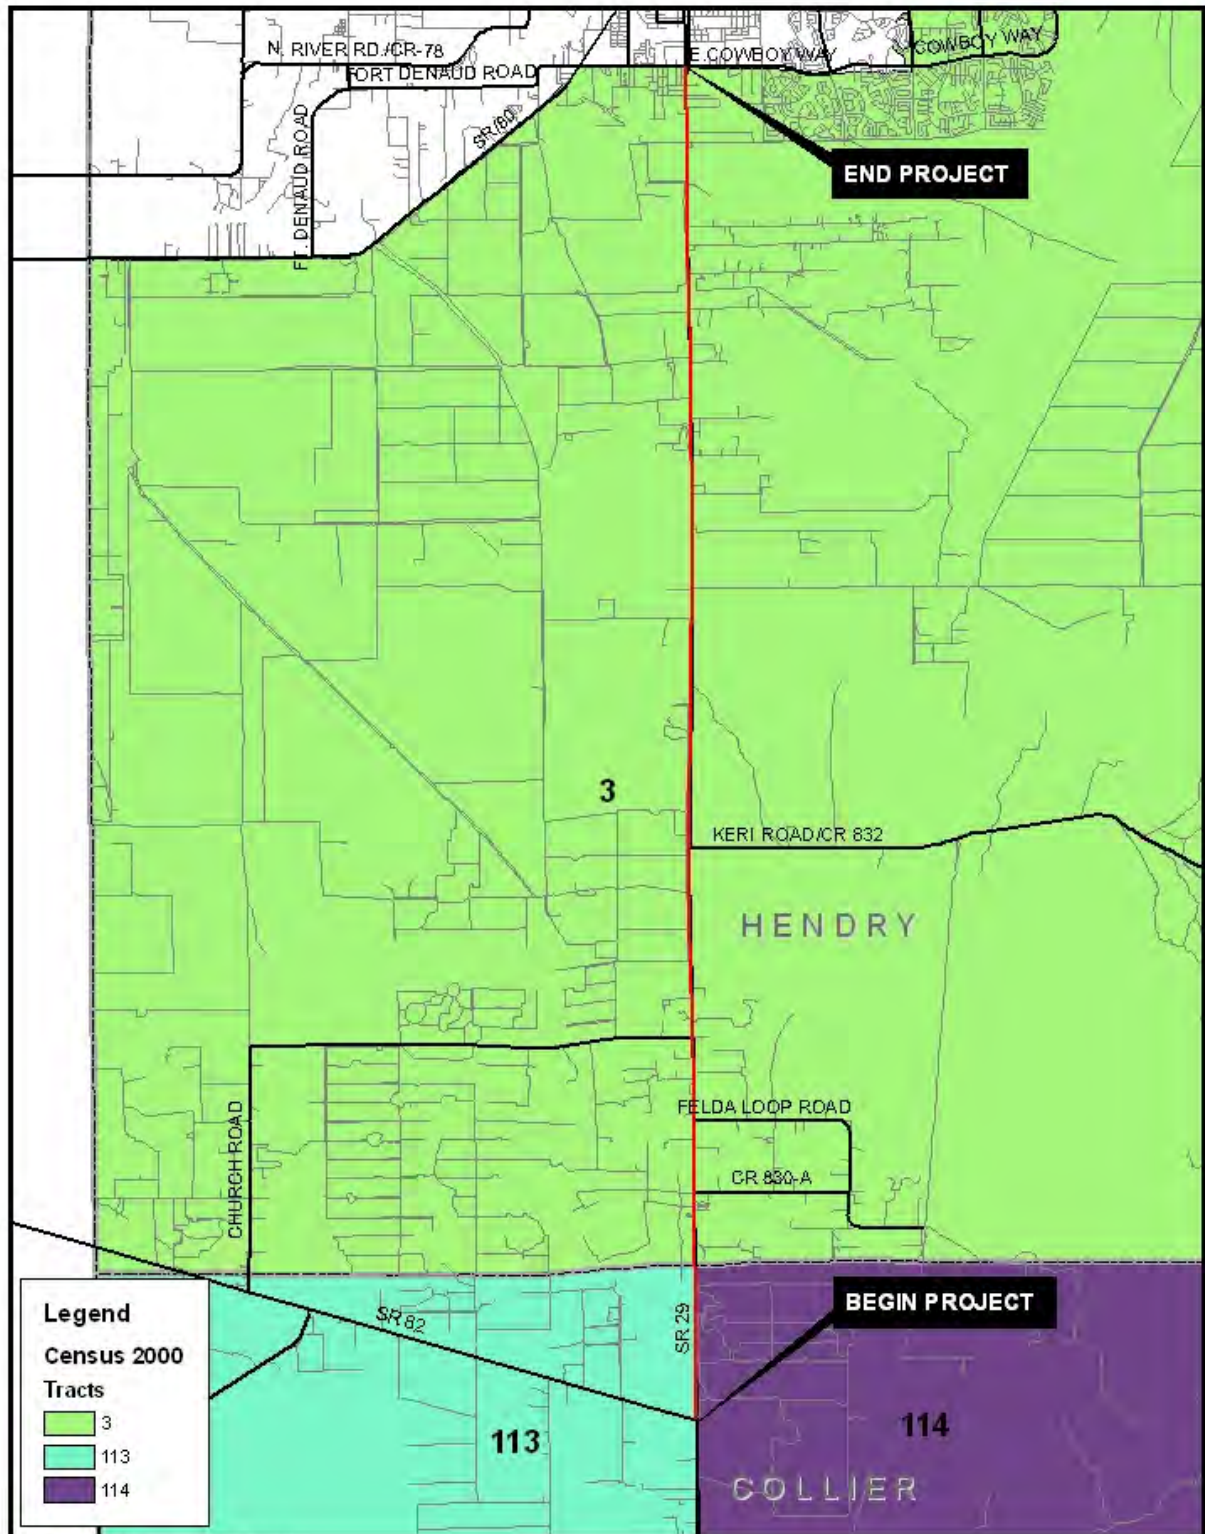 N. RIVER RD./CR-78
FORT DENAUD ROAD
E COWBOY WAY
COWBOY WAY
SR 80
FT. DENAUD ROAD
END PROJECT
3
KERI ROAD/CR 832
HENDRY
FELDA LOOP ROAD
CHURCH ROAD
CR 830-A
BEGIN PROJECT
SR 82
SR 29
113
114
COLLIER
Legend
Census 2000
Tracts
3
113
114